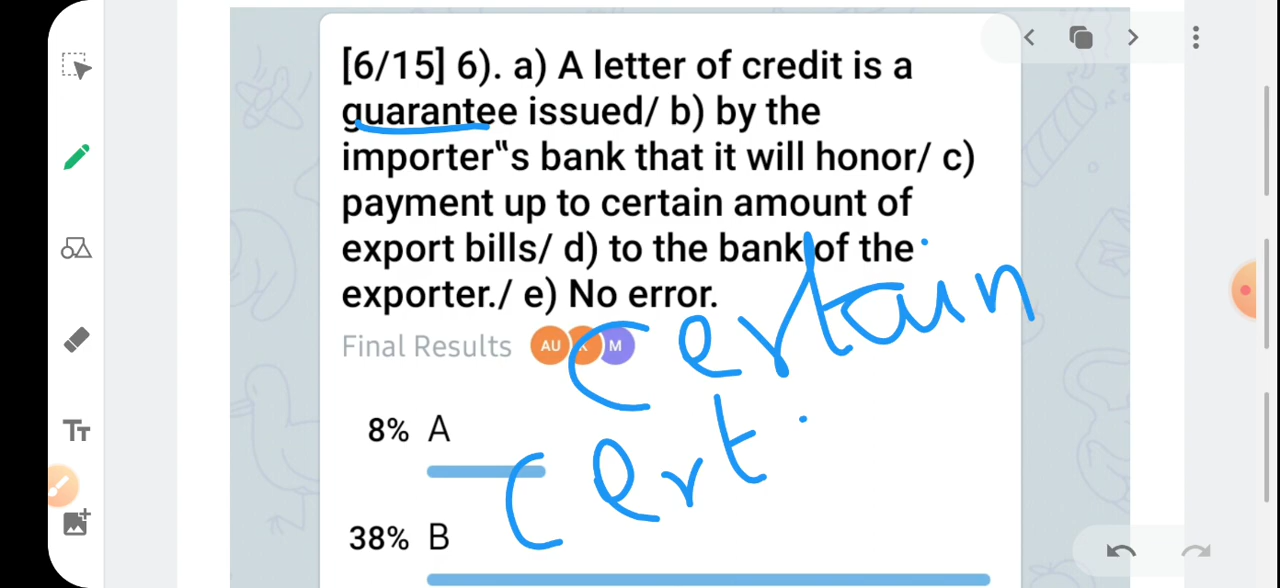 [6/15] 6). a) A letter of credit is a
guarantee issued/ b) by the
importer‟s bank that it will honor/ c)
payment up to certain amount of
export bills/ d) to the bank of the
exporter./ e) No error.
Final Results AU K M
certain
8% A
cert
38% B
TT